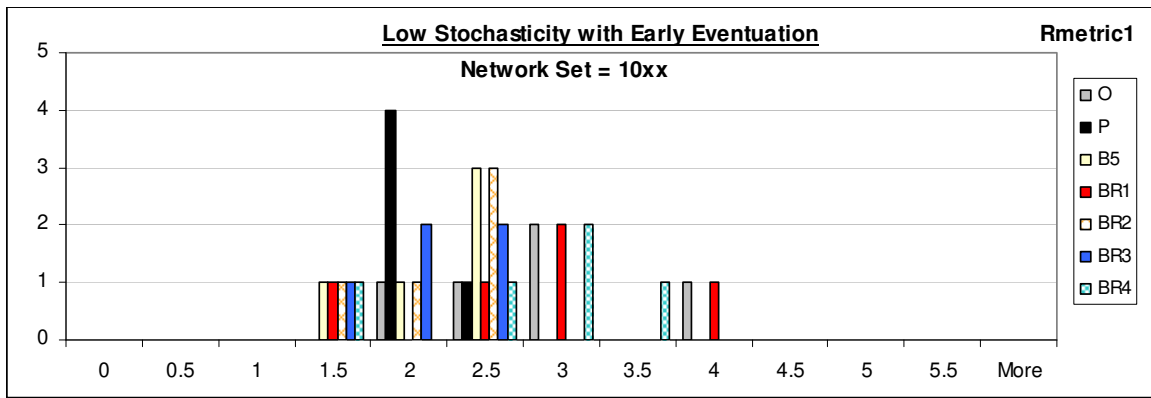 Low Stochasticity with Early Eventuation
Rmetric1
Network Set = 10xx
5
4
3
2
1
0
0 0.5 1 1.5 2 2.5 3 3.5 4 4.5 5 5.5 More
O
P
B5
BR1
BR2
BR3
BR4